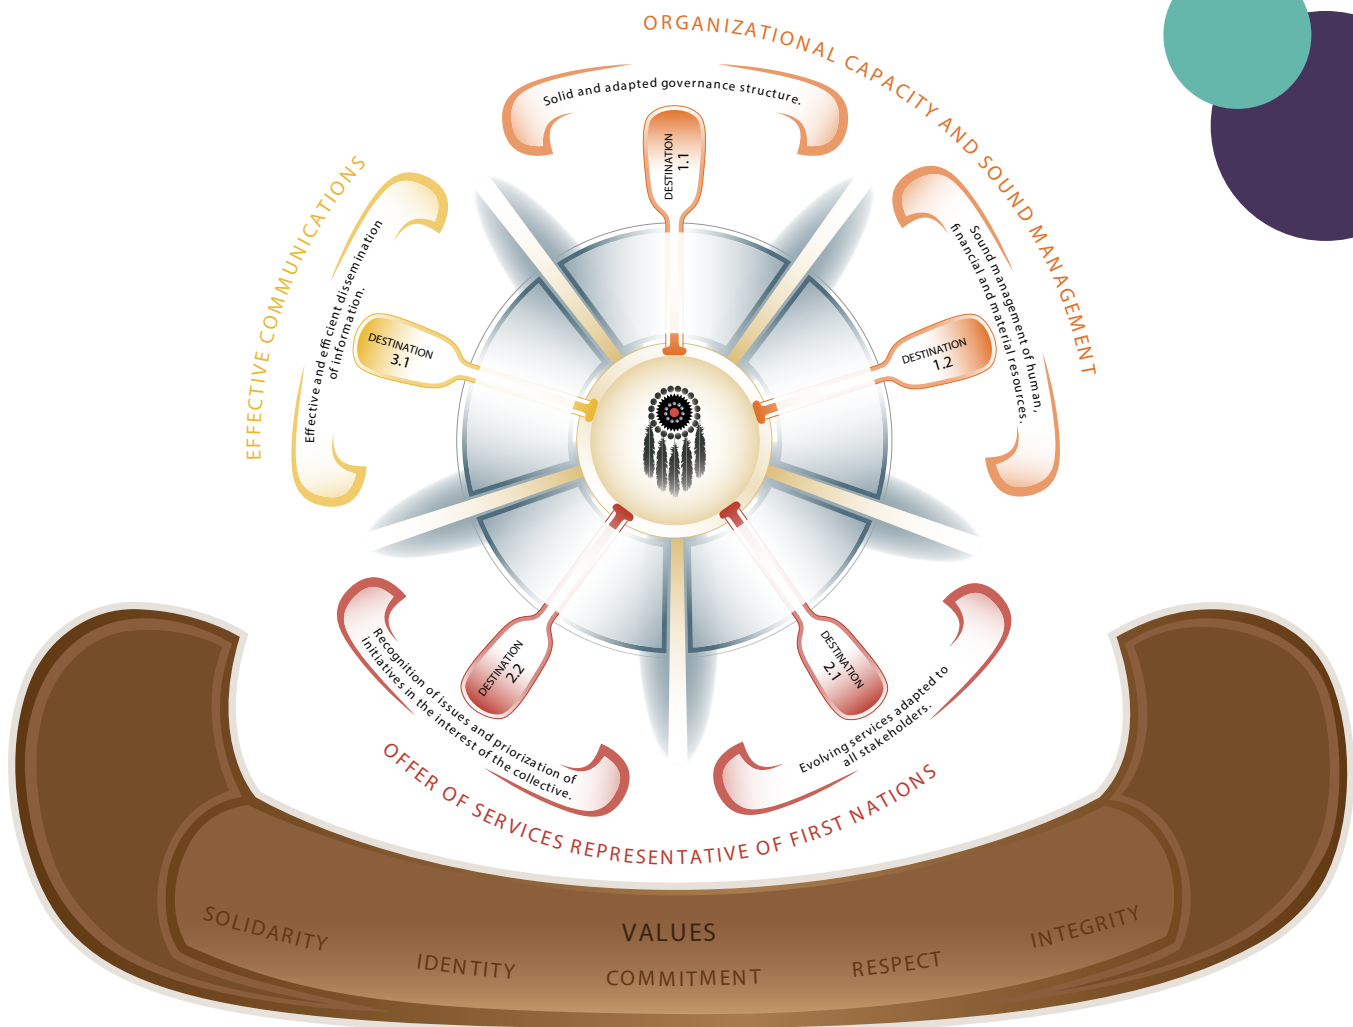 ORGANIZATIONAL CAPACITY AND SOUND MANAGEMENT
Solid and adapted governance structure.
DESTINATION
1.1
Sound management of human,
financial and material resources.
DESTINATION
1.2
EFFECTIVE COMMUNICATIONS
Effective and efficient dissemination
of information.
DESTINATION
3.1
Recognition of issues and priorization of
initiatives in the interest of the collective.
DESTINATION
2.2
Evolving services adapted to
all stakeholders.
DESTINATION
2.1
OFFER OF SERVICES REPRESENTATIVE OF FIRST NATIONS
VALUES
SOLIDARITY
IDENTITY
COMMITMENT
RESPECT
INTEGRITY